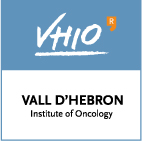 VHIO
R
VALL D'HEBRON
Institute of Oncology